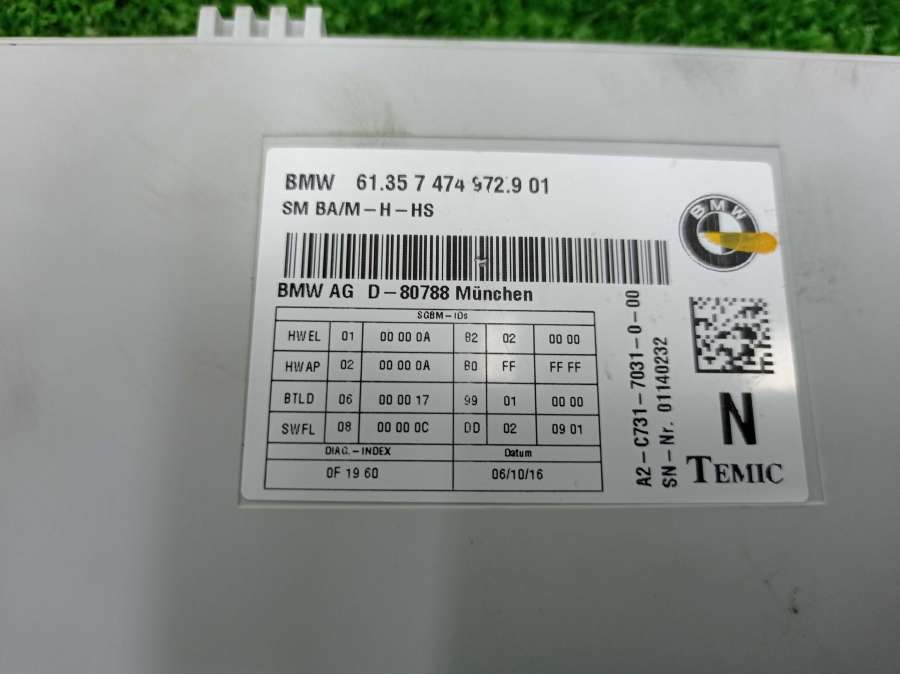 BMW 61.35 7 474 972.9 01
SM BA/M-H-HS
BMW
BMW AG D-80788 München
SGBM-IDs
HWEL 01 00 00 0A 82 02 00 00
HWAP 02 00 00 0A B0 FF FF FF
BTLD 06 00 00 17 99 01 00 00
SWFL 08 00 00 0C DD 02 09 01
DIAG.-INDEX Datum
0F 19 60 06/10/16
A2-C731-7031-0-00
SN-Nr. 01140232
N
TEMIC